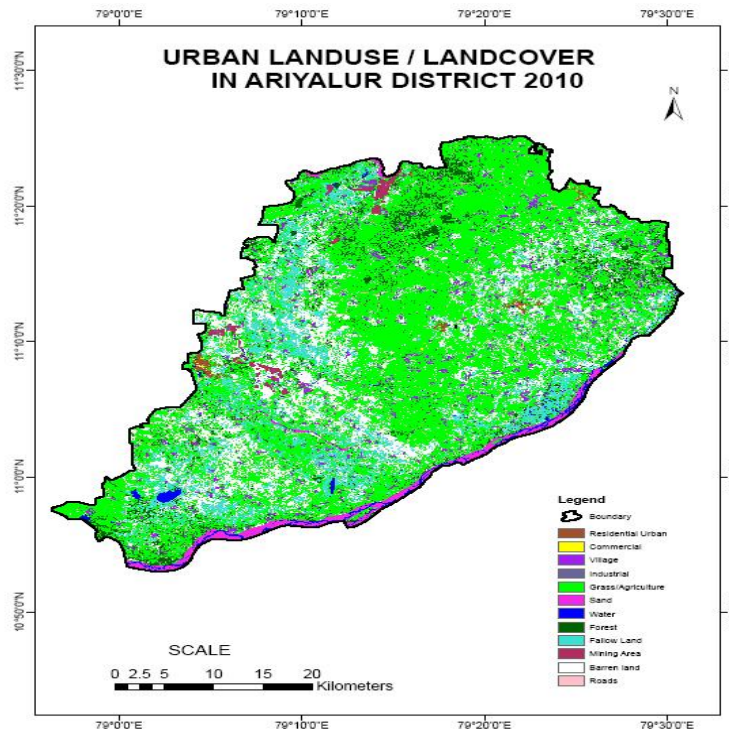 79°0'0"E 79°10'0"E 79°20'0"E 79°30'0"E
URBAN LANDUSE / LANDCOVER
IN ARIYALUR DISTRICT 2010
N
11°30'0"N
11°20'0"N
11°10'0"N
11°0'0"N
10°50'0"N
Legend
Boundary
Residential Urban
Commercial
Village
Industrial
Grass/Agriculture
Sand
Water
Forest
Fallow Land
Mining Area
Barren land
Roads
SCALE
0 2.5 5 10 15 20
Kilometers
79°0'0"E 79°10'0"E 79°20'0"E 79°30'0"E